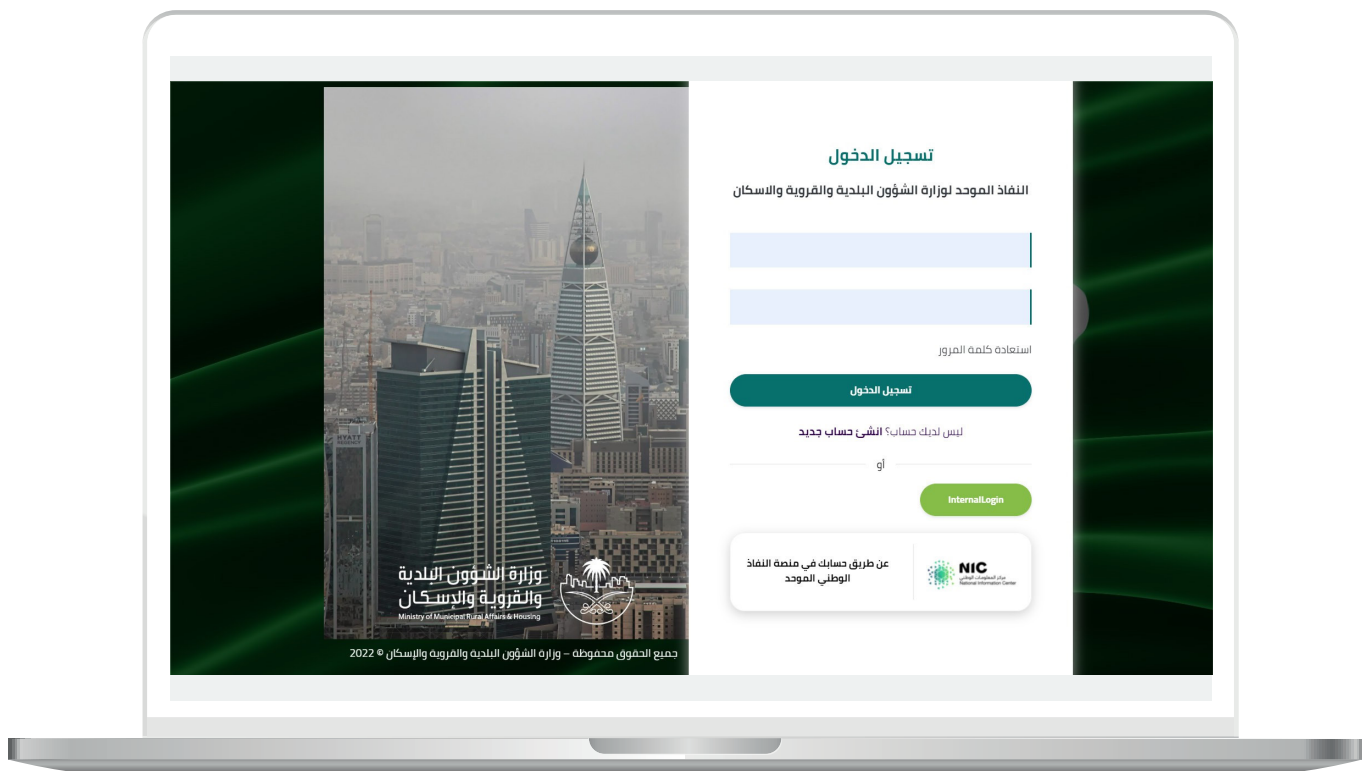 تسجيل الدخول
النفاذ الموحد لوزارة الشؤون البلدية والقروية والاسكان
استعادة كلمة المرور
تسجيل الدخول
ليس لديك حساب؟ انشئ حساب جديد
أو
InternalLogin
NIC
مركز المعلومات الوطني
National Information Center
عن طريق حسابك في منصة النفاذ
الوطني الموحد
HYATT
REGENCY
وزارة الشؤون البلدية
والقروية والإسكان
Ministry of Municipal Rural Affairs & Housing
جميع الحقوق محفوظة – وزارة الشؤون البلدية والقروية والإسكان © 2022